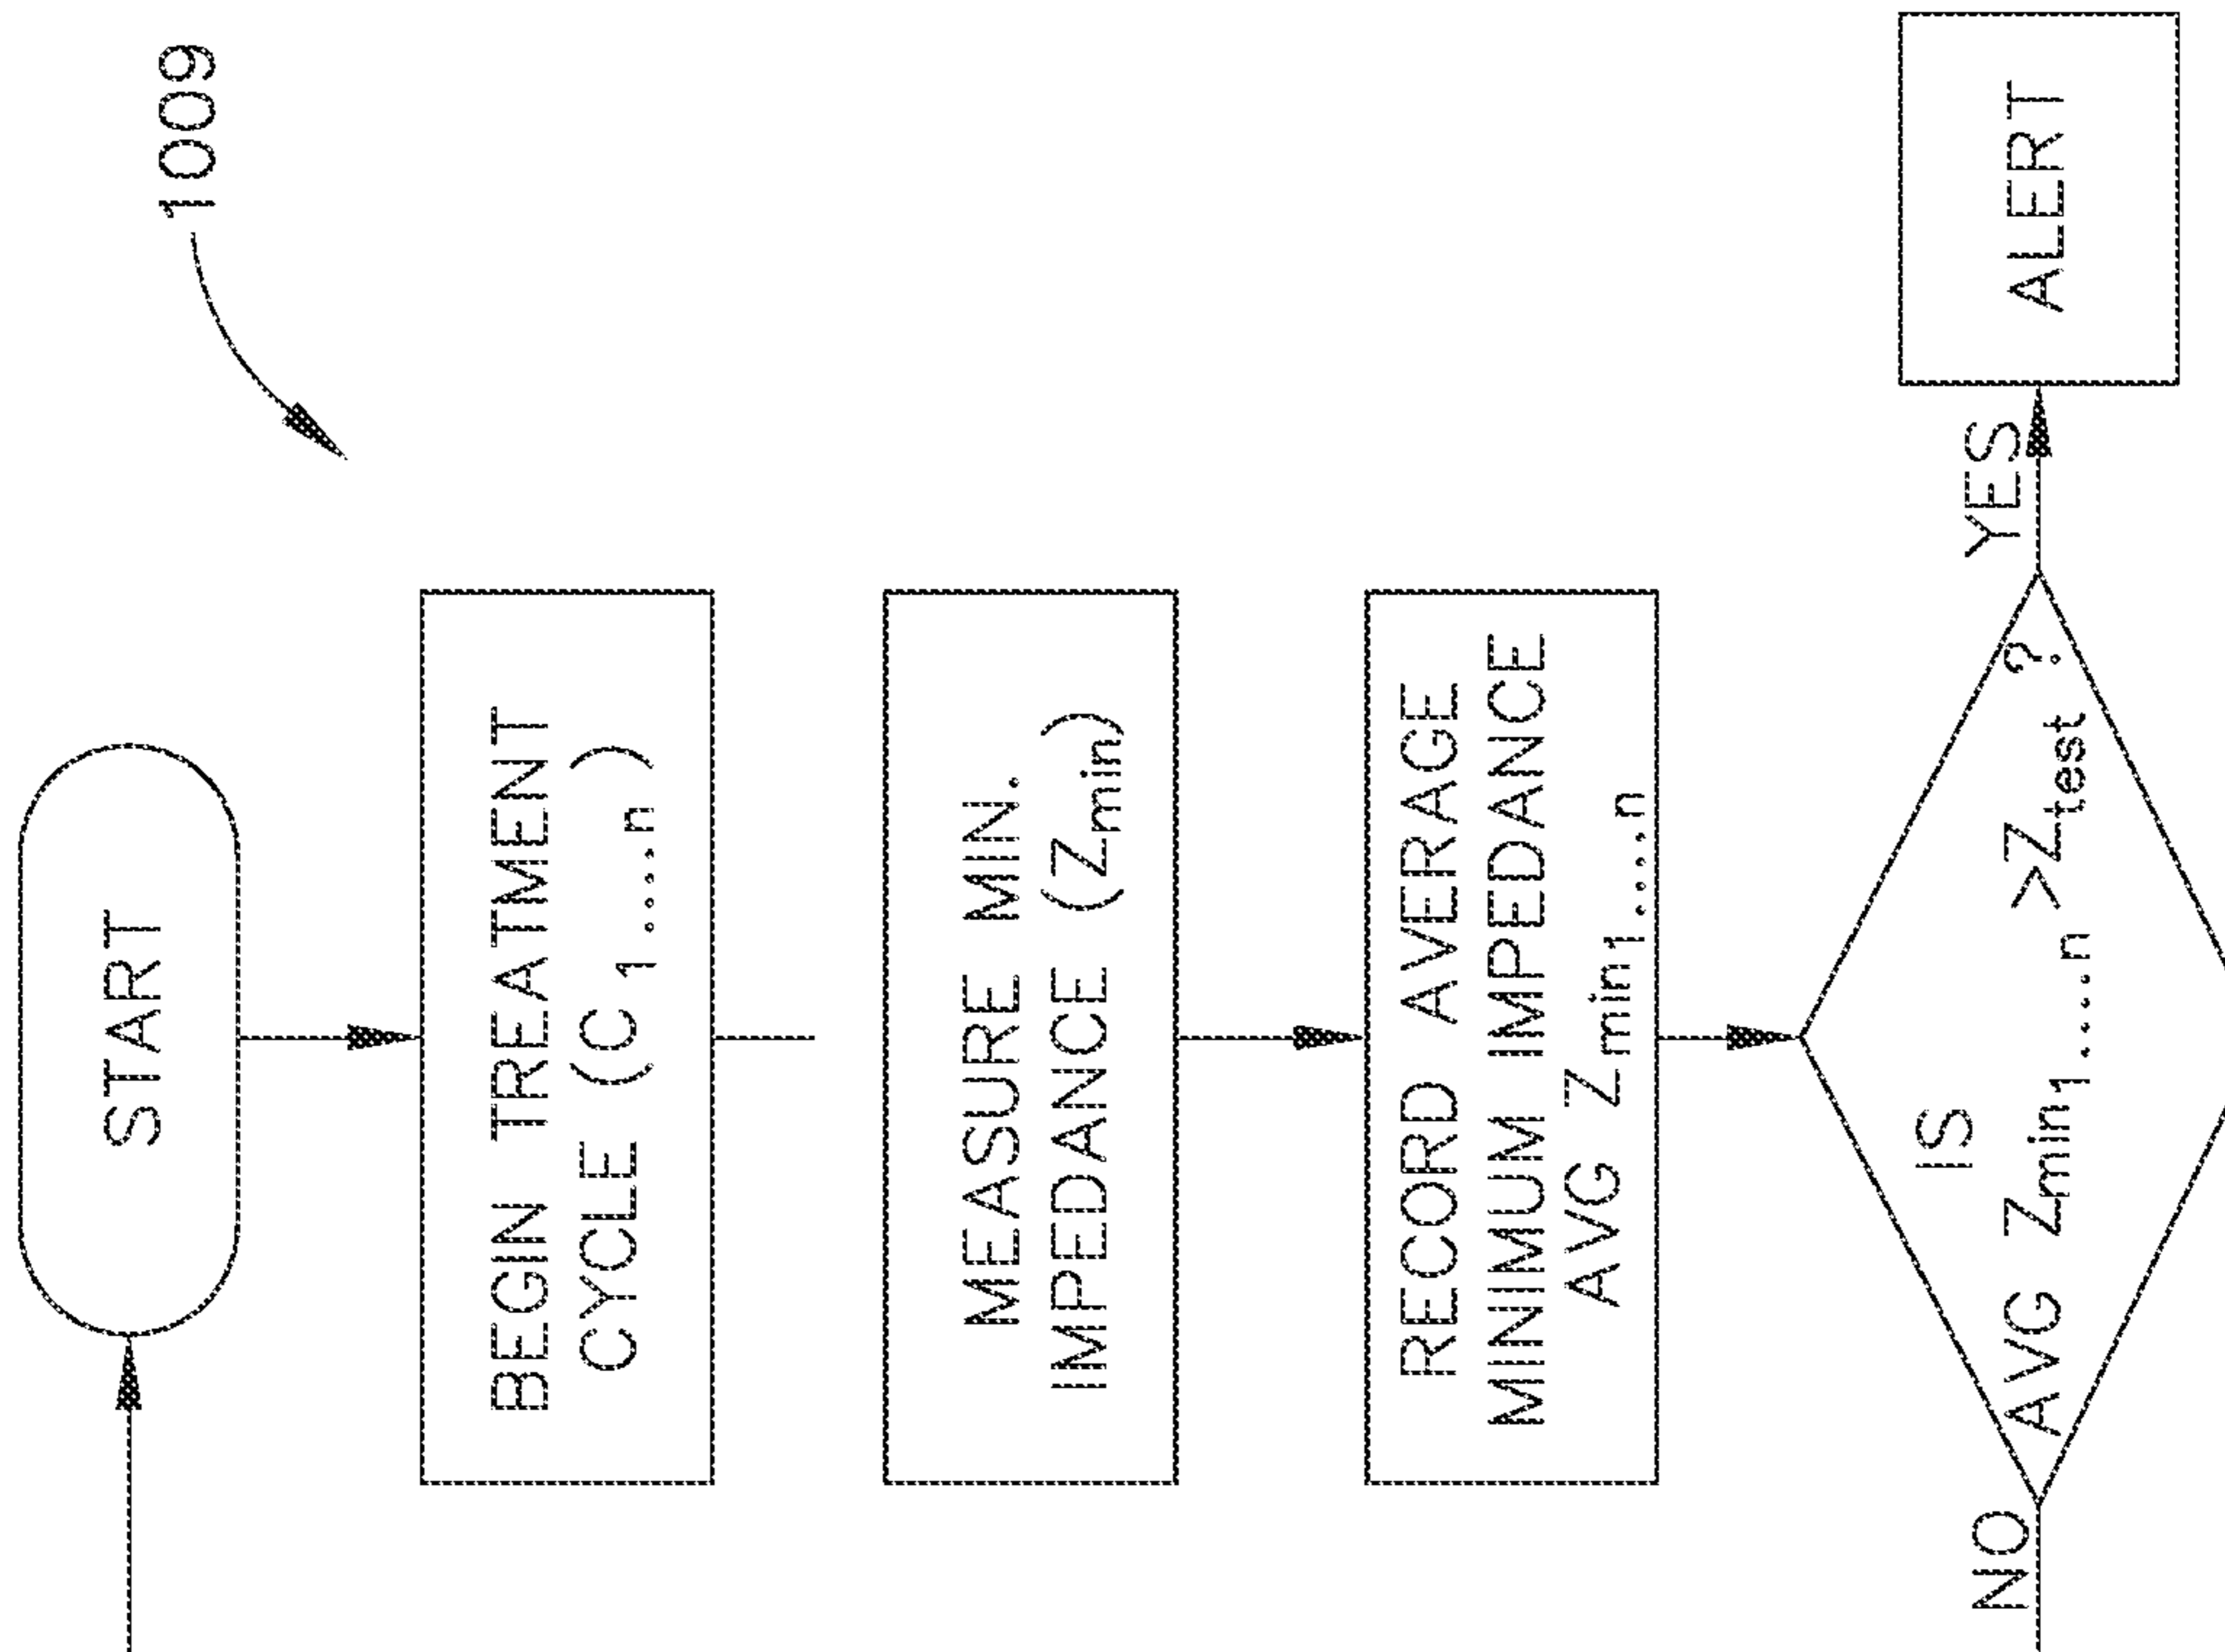 1009
START
BEGIN TREATMENT
CYCLE (C 1....n )
MEASURE MIN.
IMPEDANCE (Zmin)
RECORD AVERAGE
MINIMUM IMPEDANCE
AVG Zmin1....n
IS
AVG Zmin1....n >Ztest ?
YES
NO
ALERT